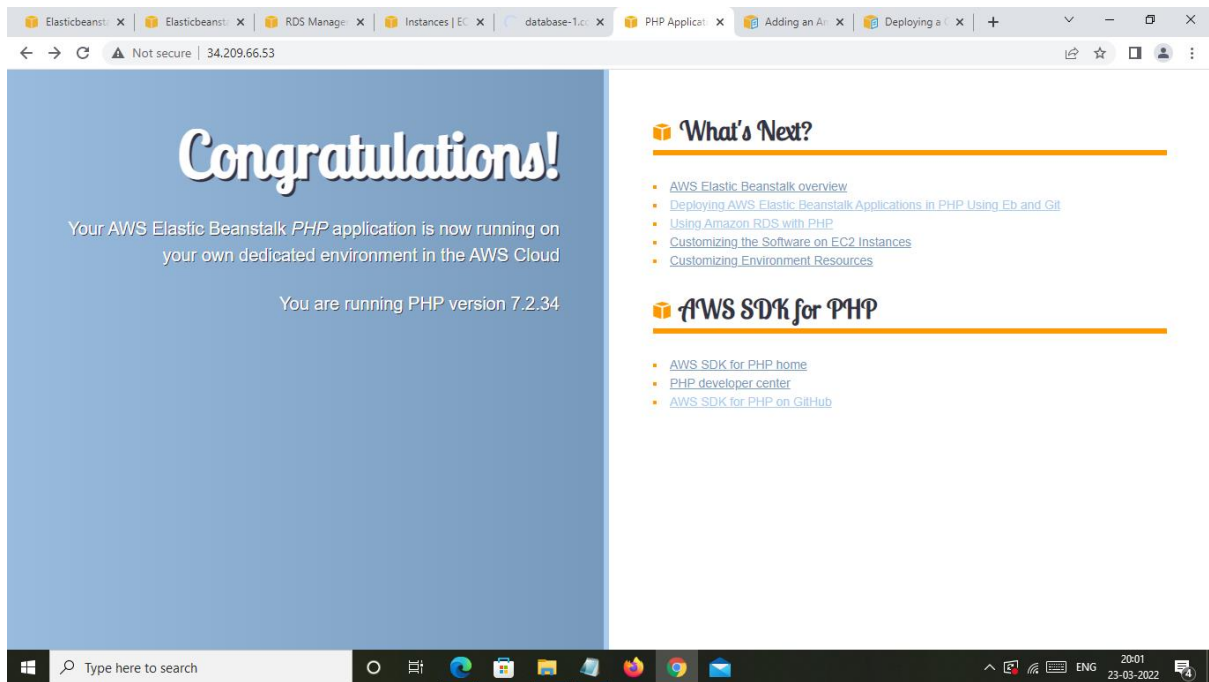 Elasticbeanst
Elasticbeanst
RDS Manage
Instances | EC
database-1.c
PHP Applicat
Adding an Am
Deploying a
Not secure | 34.209.66.53
Congratulations!
Your AWS Elastic Beanstalk PHP application is now running on
your own dedicated environment in the AWS Cloud
You are running PHP version 7.2.34
What's Next?
AWS Elastic Beanstalk overview
Deploying AWS Elastic Beanstalk Applications in PHP Using Eb and Git
Using Amazon RDS with PHP
Customizing the Software on EC2 Instances
Customizing Environment Resources
AWS SDK for PHP
AWS SDK for PHP home
PHP developer center
AWS SDK for PHP on GitHub
Type here to search
ENG
20:01
23-03-2022
4